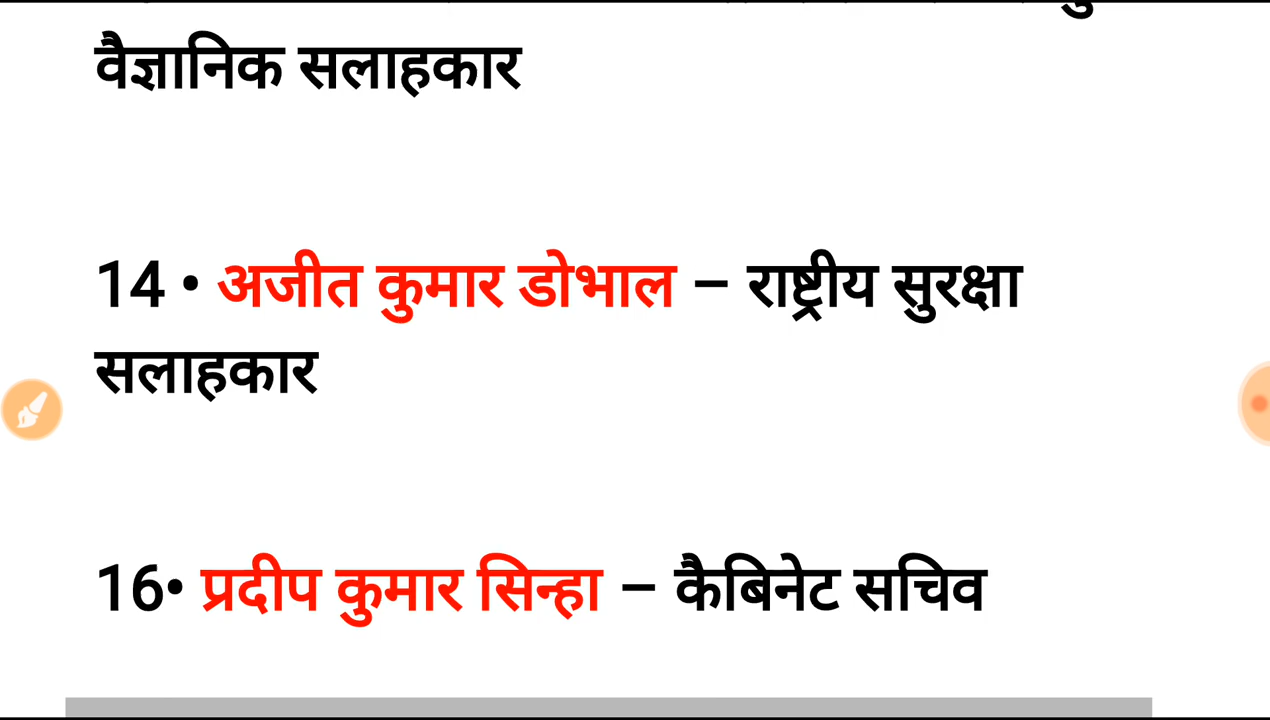 वैज्ञानिक सलाहकार
14 • अजीत कुमार डोभाल – राष्ट्रीय सुरक्षा
सलाहकार
16• प्रदीप कुमार सिन्हा – कैबिनेट सचिव